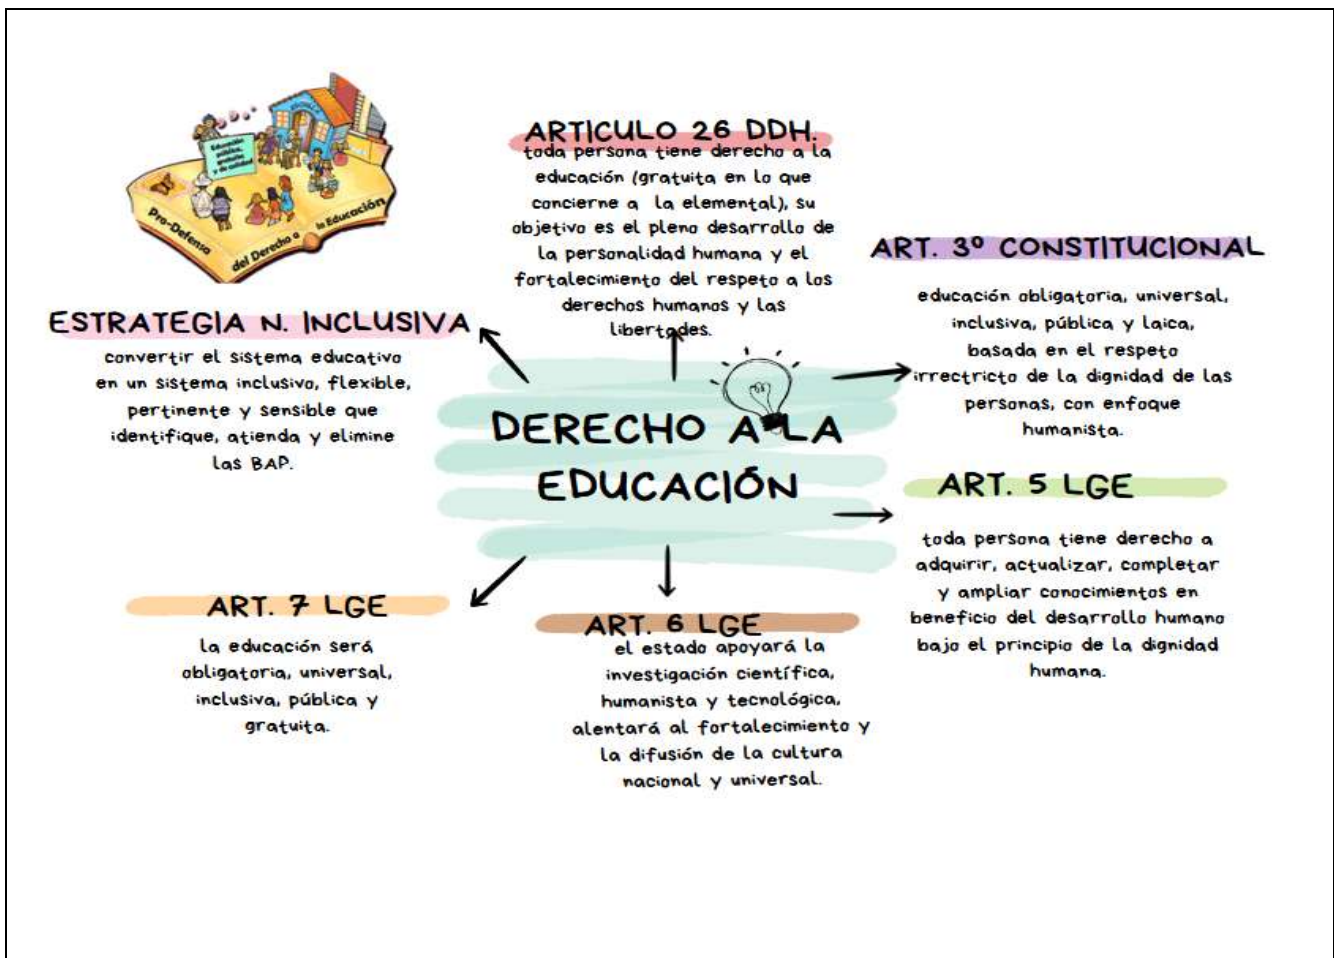 Educación
pública,
gratuita
y de calidad
ESCUELA
Pro-Defensa
del Derecho a
la Educación
ARTICULO 26 DDH.
toda persona tiene derecho a la
educación (gratuita en lo que
concierne a la elemental), su
objetivo es el pleno desarrollo de
la personalidad humana y el
fortalecimiento del respeto a los
derechos humanos y las
libertades.
ART. 3º CONSTITUCIONAL
educación obligatoria, universal,
inclusiva, pública y laica,
basada en el respeto
irrectricto de la dignidad de las
personas, con enfoque
humanista.
ESTRATEGIA N. INCLUSIVA
convertir el sistema educativo
en un sistema inclusivo, flexible,
pertinente y sensible que
identifique, atienda y elimine
las BAP.
DERECHO A LA
EDUCACIÓN
ART. 5 LGE
toda persona tiene derecho a
adquirir, actualizar, completar
y ampliar conocimientos en
beneficio del desarrollo humano
bajo el principio de la dignidad
humana.
ART. 7 LGE
la educación será
obligatoria, universal,
inclusiva, pública y
gratuita.
ART. 6 LGE
el estado apoyará la
investigación científica,
humanista y tecnológica,
alentará al fortalecimiento y
la difusión de la cultura
nacional y universal.